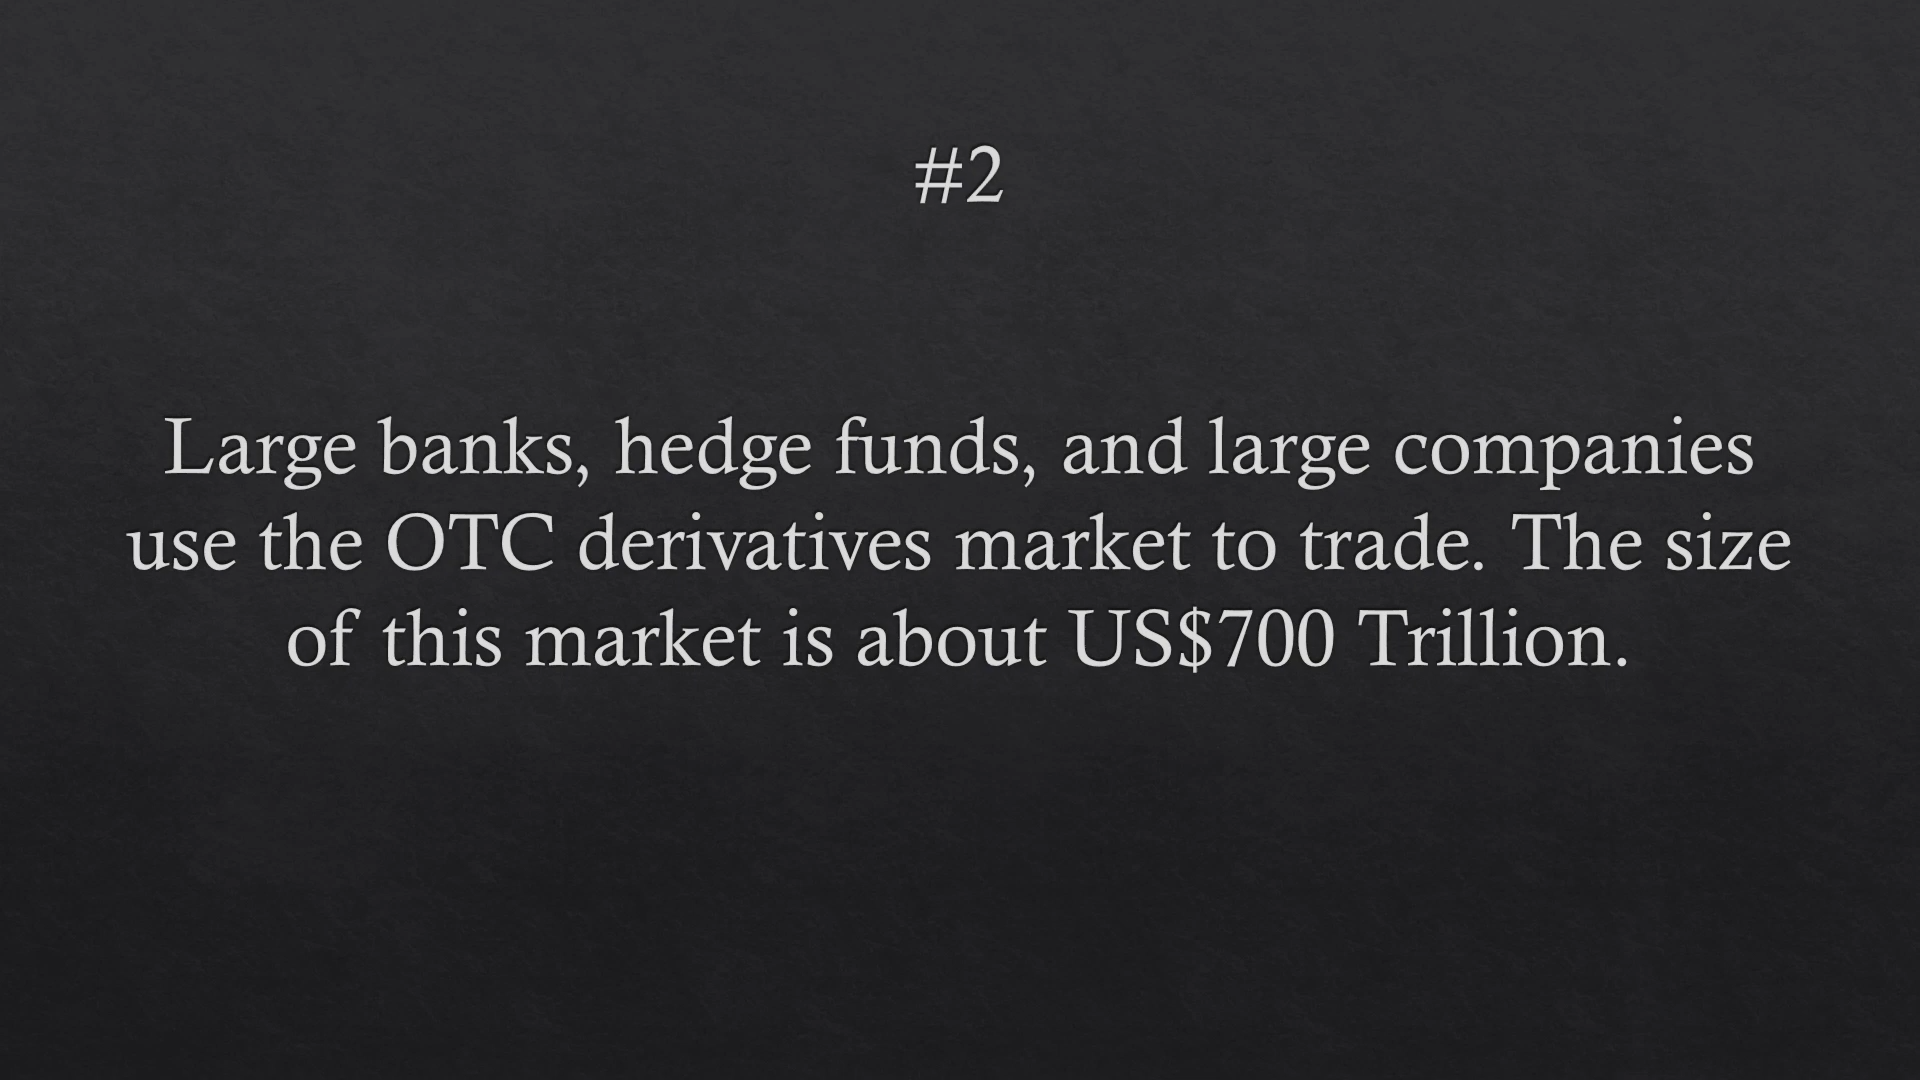 #2
Large banks, hedge funds, and large companies
use the OTC derivatives market to trade. The size
of this market is about US$700 Trillion.